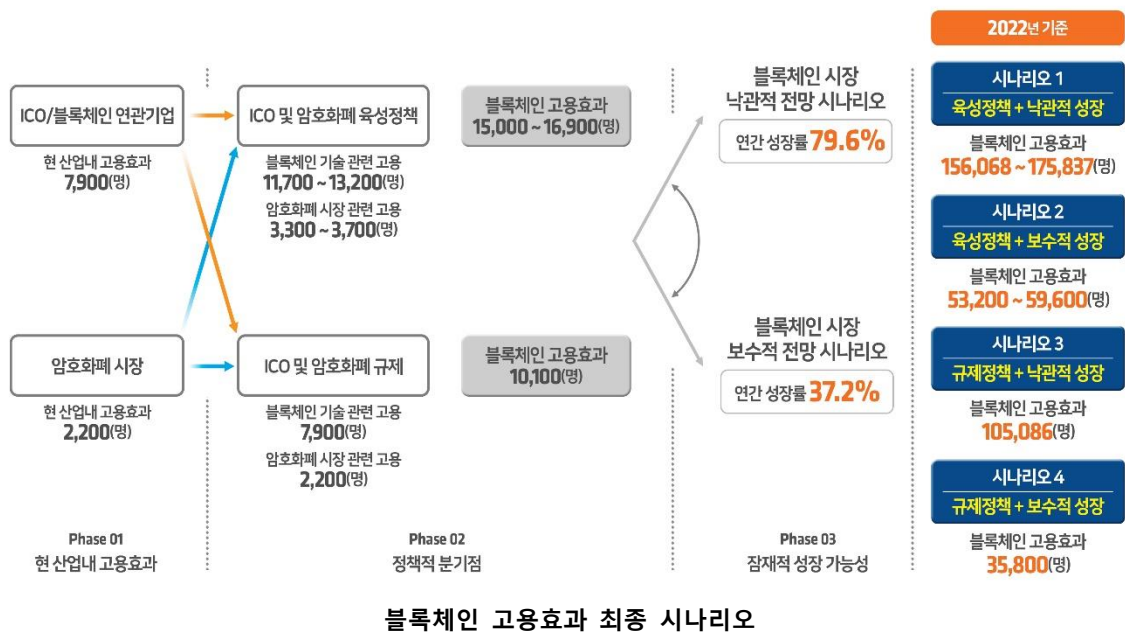 2022년 기준
ICO/블록체인 연관기업
현 산업내 고용효과
7,900(명)
암호화폐 시장
현 산업내 고용효과
2,200(명)
Phase 01
현 산업내 고용효과
ICO 및 암호화폐 육성정책
블록체인 기술 관련 고용
11,700 ~ 13,200(명)
암호화폐 시장 관련 고용
3,300 ~ 3,700(명)
블록체인 고용효과
15,000 ~ 16,900(명)
ICO 및 암호화폐 규제
블록체인 기술 관련 고용
7,900(명)
암호화폐 시장 관련 고용
2,200(명)
블록체인 고용효과
10,100(명)
Phase 02
정책적 분기점
블록체인 시장
낙관적 전망 시나리오
연간 성장률 79.6%
블록체인 시장
보수적 전망 시나리오
연간 성장률 37.2%
Phase 03
잠재적 성장 가능성
시나리오 1
육성정책 + 낙관적 성장
블록체인 고용효과
156,068 ~ 175,837(명)
시나리오 2
육성정책 + 보수적 성장
블록체인 고용효과
53,200 ~ 59,600(명)
시나리오 3
규제정책 + 낙관적 성장
블록체인 고용효과
105,086(명)
시나리오 4
규제정책 + 보수적 성장
블록체인 고용효과
35,800(명)
블록체인 고용효과 최종 시나리오